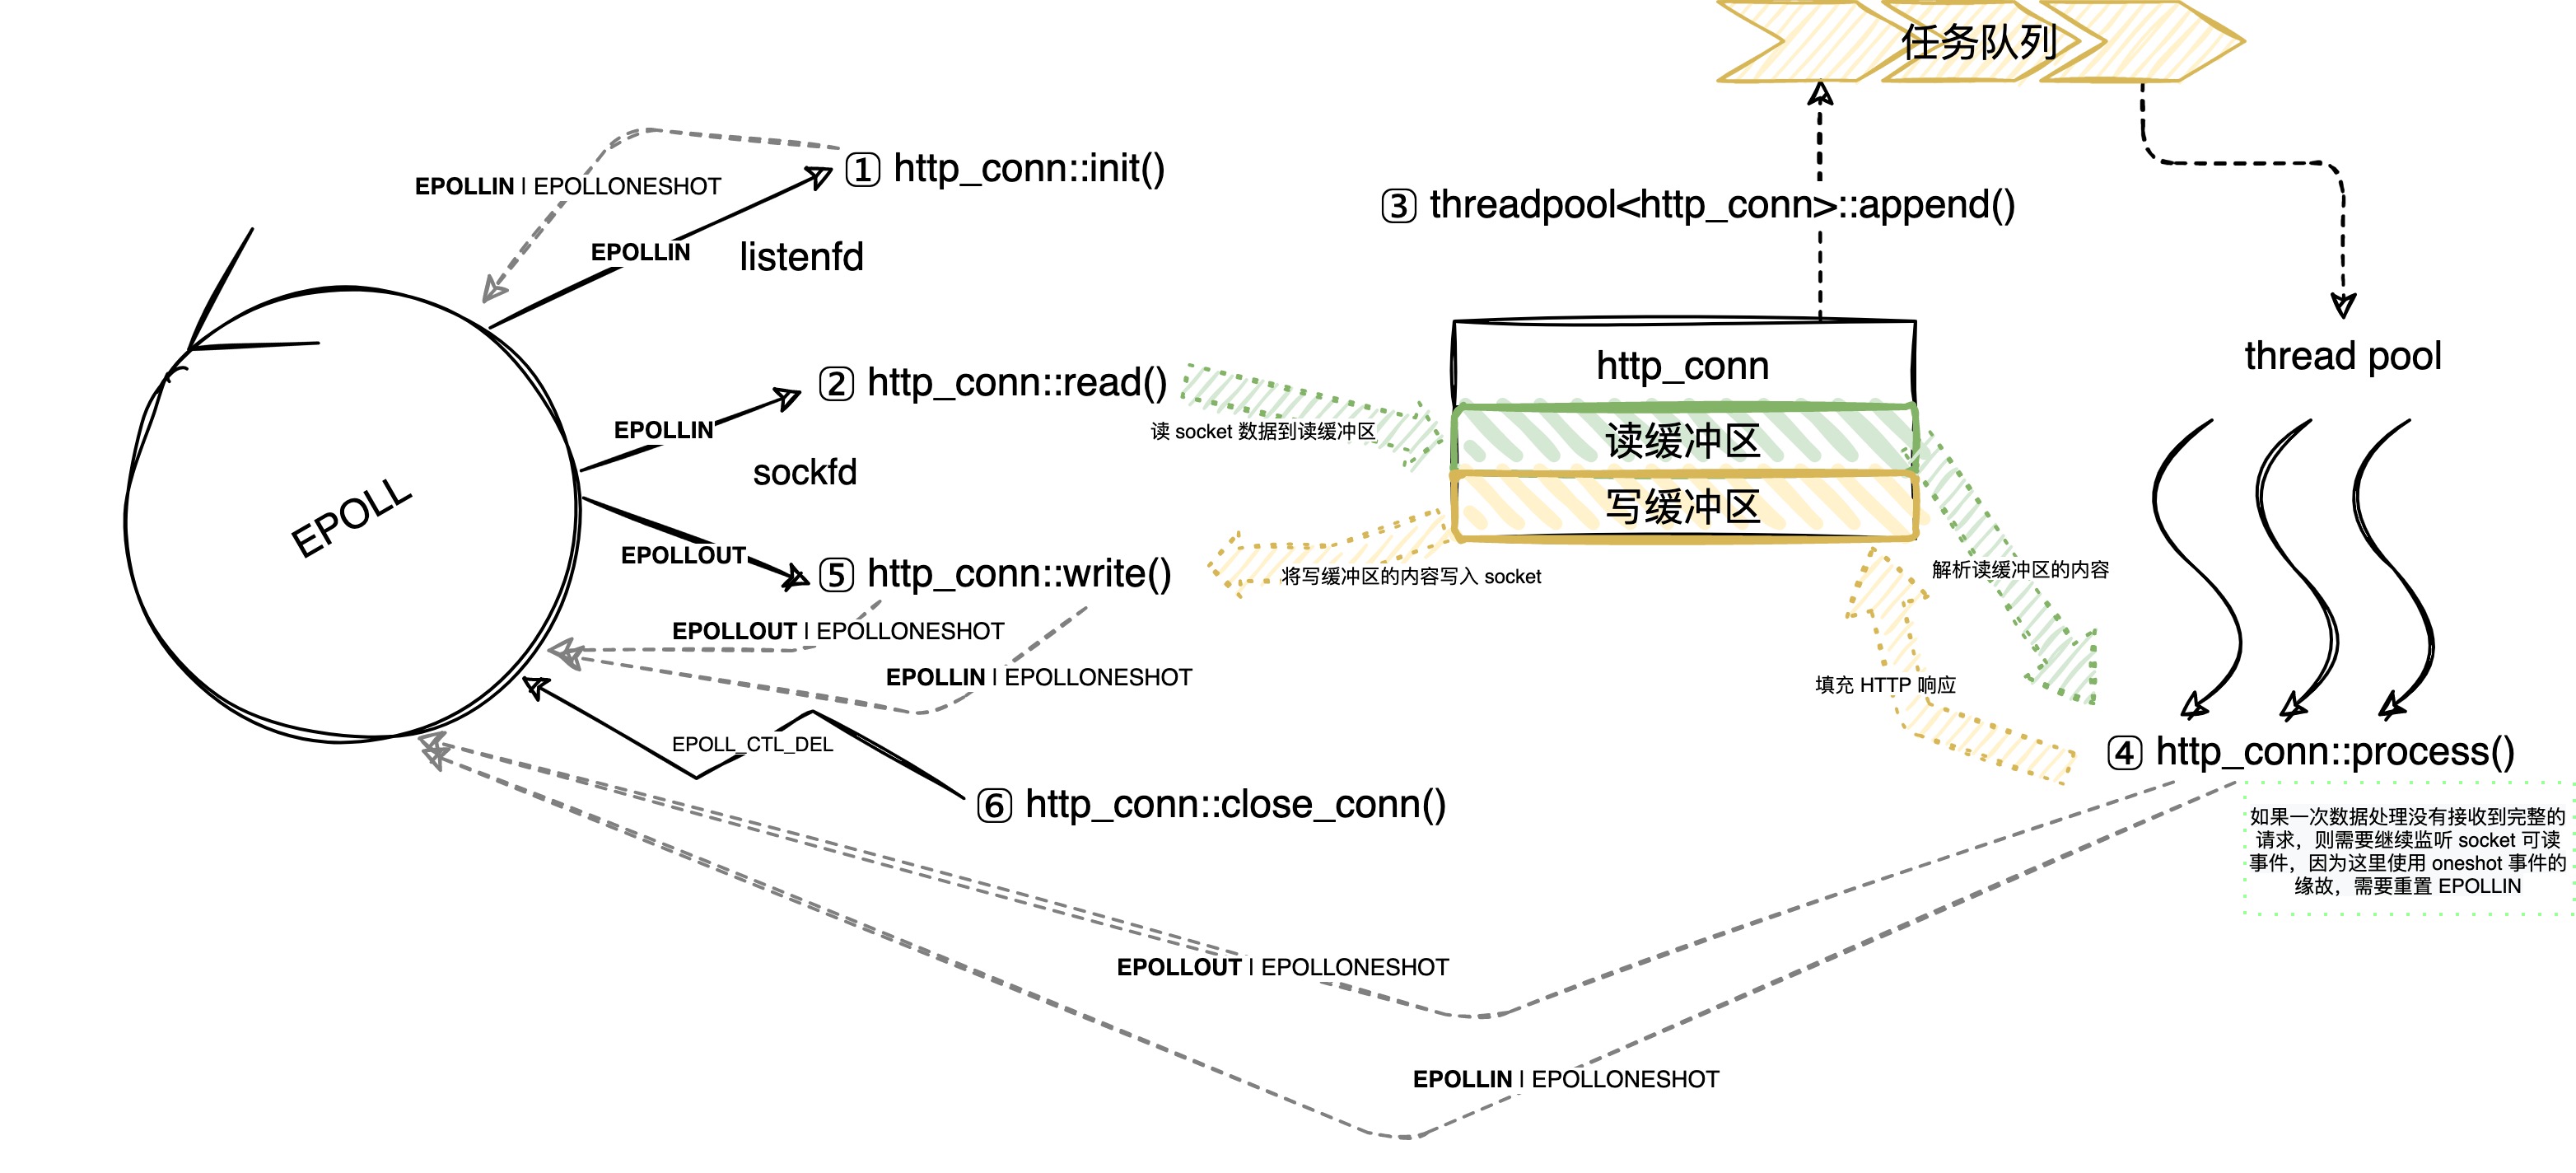 任务队列
① http_conn::init()
EPOLLIN | EPOLLONESHOT
③ threadpool<http_conn>::append()
EPOLLIN
listenfd
thread pool
http_conn
② http_conn::read()
EPOLLIN
读 socket 数据到读缓冲区
读缓冲区
sockfd
写缓冲区
EPOLL
EPOLLOUT
⑤ http_conn::write()
将写缓冲区的内容写入 socket
解析读缓冲区的内容
EPOLLOUT | EPOLLONESHOT
EPOLLIN | EPOLLONESHOT
填充 HTTP 响应
EPOLL_CTL_DEL
④ http_conn::process()
⑥ http_conn::close_conn()
如果一次数据处理没有接收到完整的
请求，则需要继续监听 socket 可读
事件，因为这里使用 oneshot 事件的
缘故，需要重置 EPOLLIN
EPOLLOUT | EPOLLONESHOT
EPOLLIN | EPOLLONESHOT